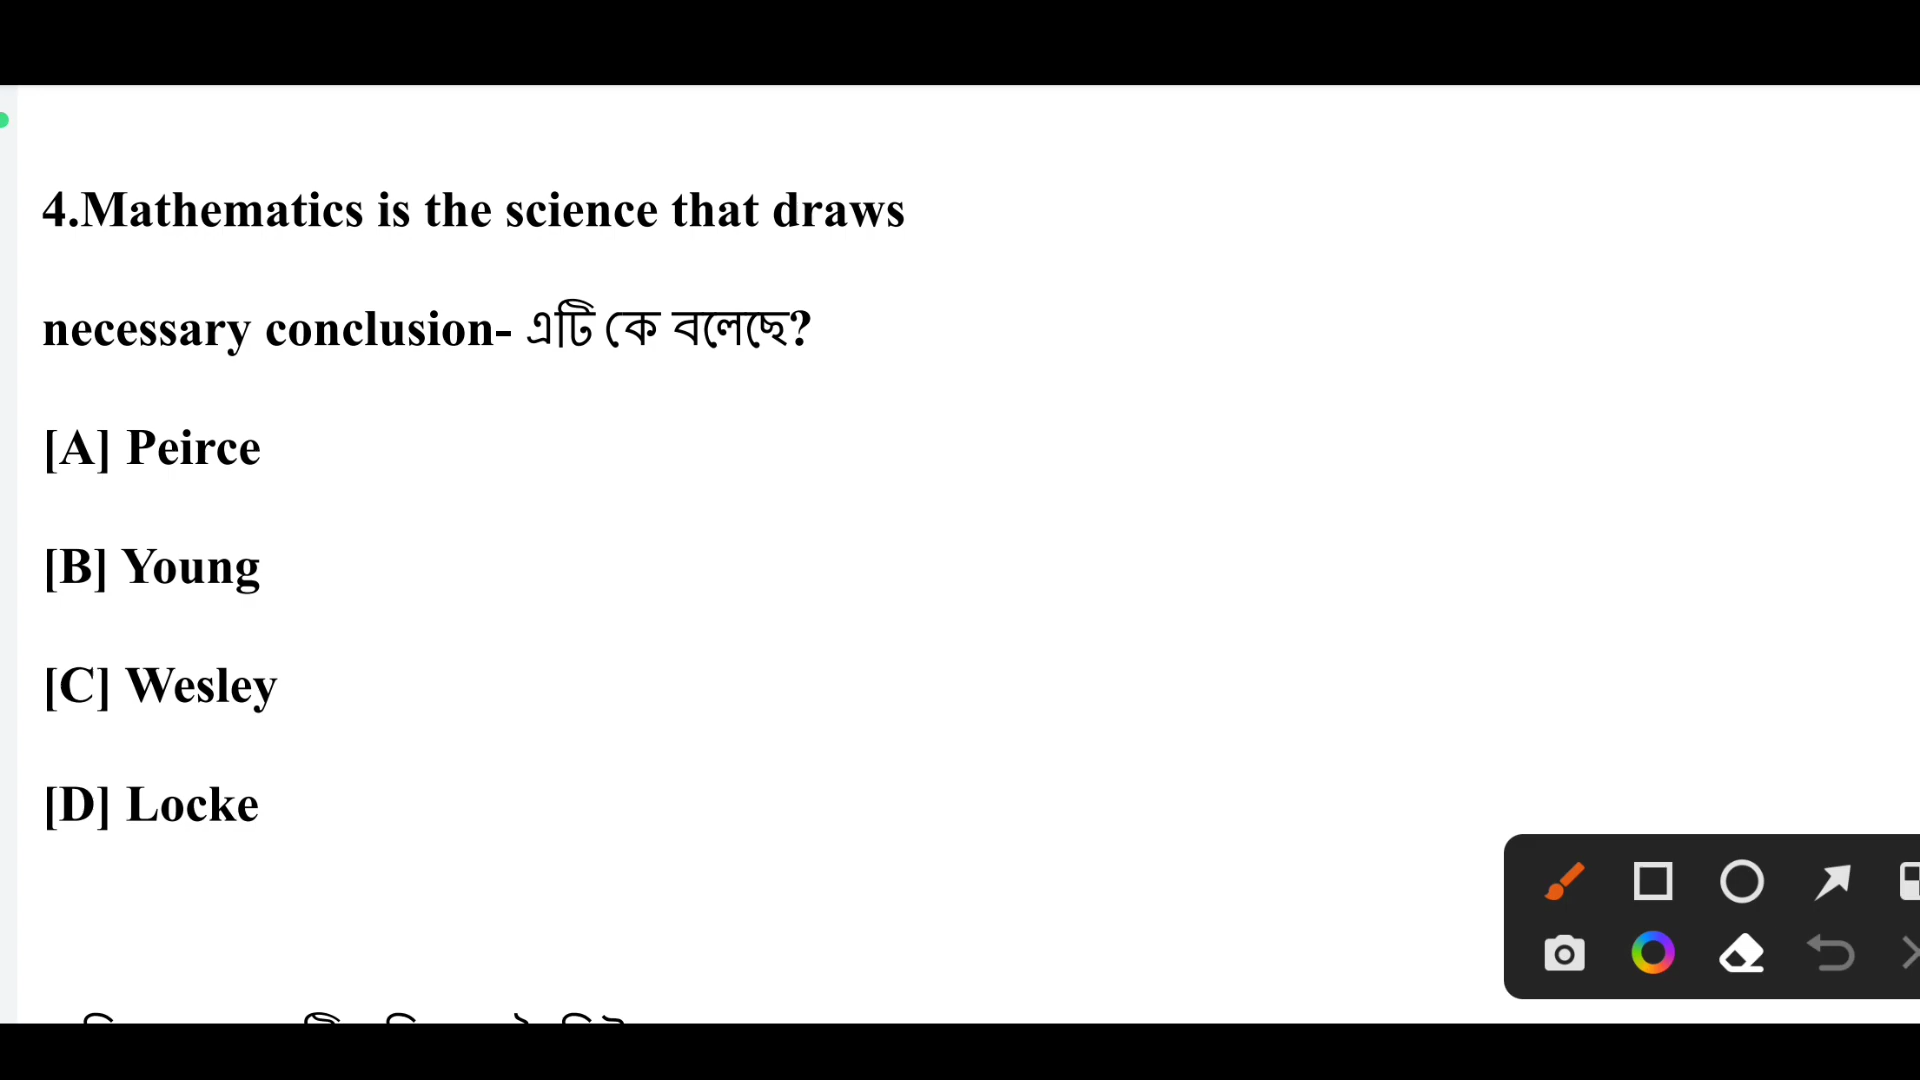 4.Mathematics is the science that draws
necessary conclusion- এটি কে বলেছে?
[A] Peirce
[B] Young
[C] Wesley
[D] Locke